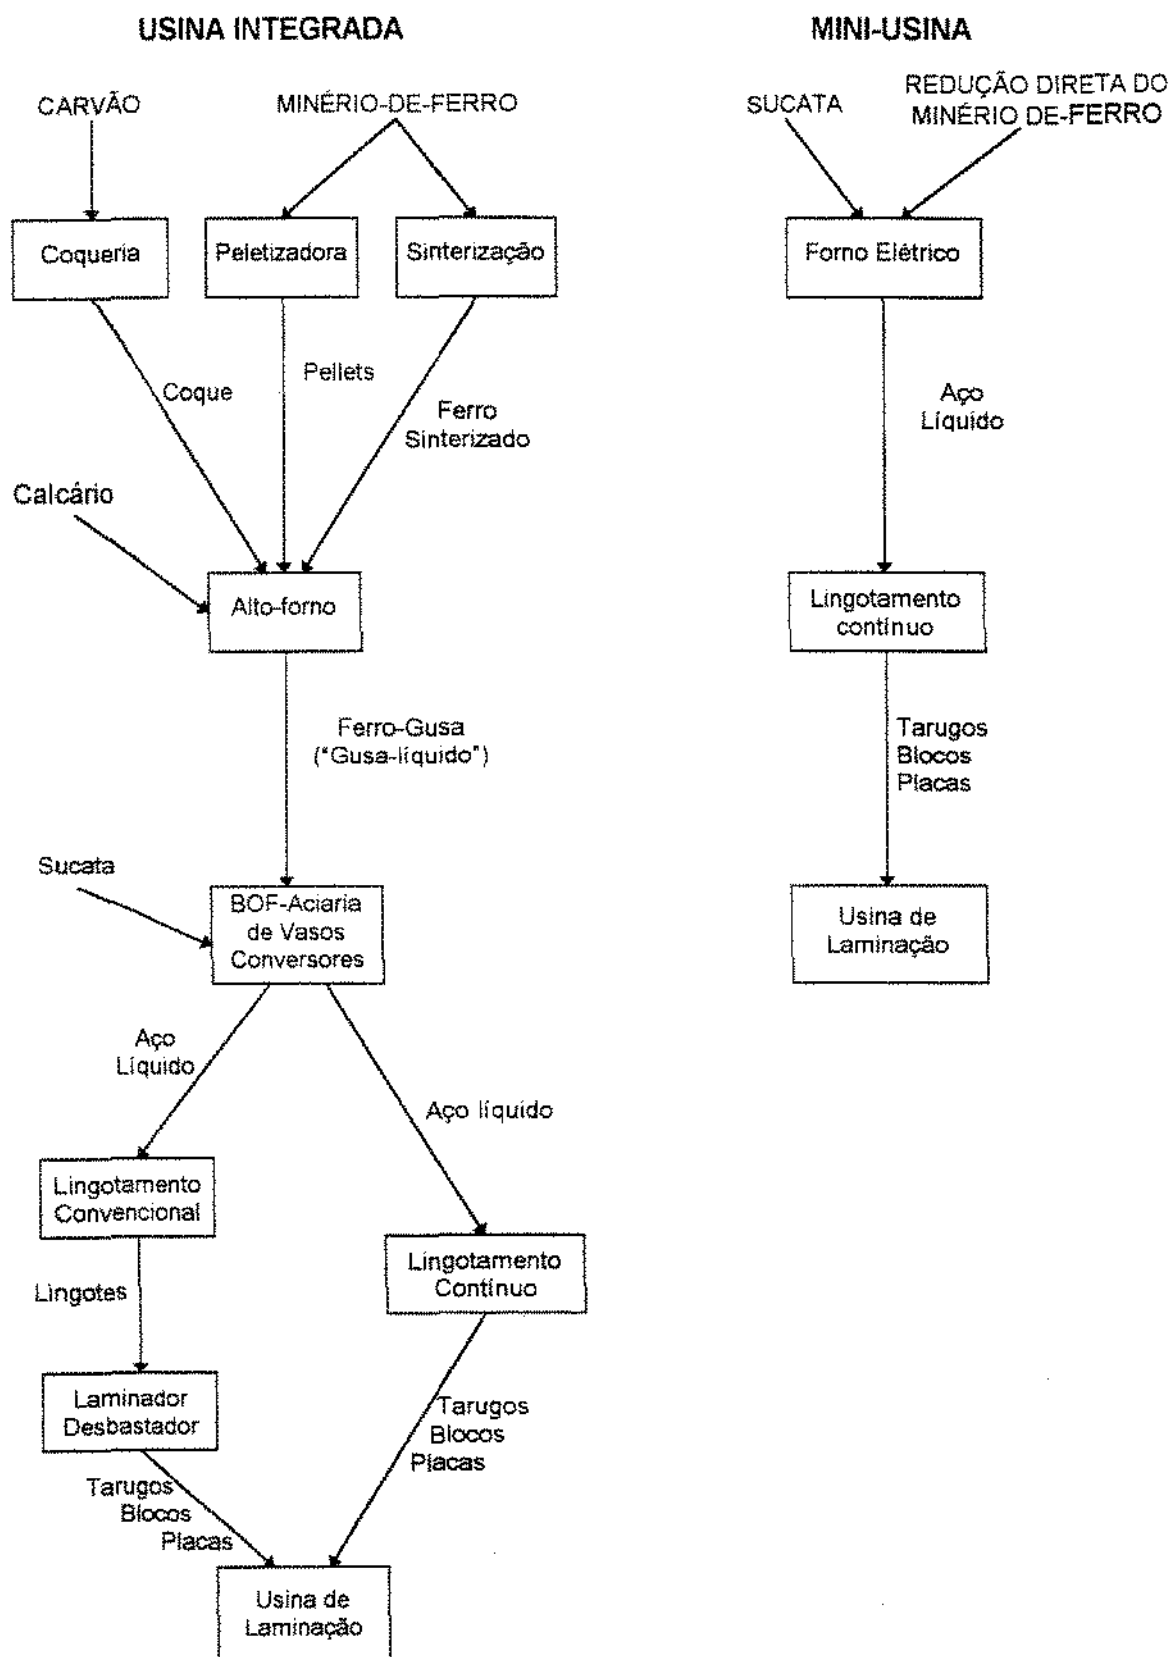 USINA INTEGRADA
CARVÃO
MINÉRIO-DE-FERRO
Coqueria
Peletizadora
Sinterização
Coque
Pellets
Ferro
Sinterizado
Calcário
Alto-forno
Ferro-Gusa
("Gusa-líquido")
Sucata
BOF-Aciaria
de Vasos
Conversores
Aço
Líquido
Aço líquido
Lingotamento
Convencional
Lingotamento
Contínuo
Lingotes
Laminador
Desbastador
Tarugos
Blocos
Placas
Tarugos
Blocos
Placas
Usina de
Laminação
MINI-USINA
SUCATA
REDUÇÃO DIRETA DO
MINÉRIO DE-FERRO
Forno Elétrico
Aço
Líquido
Lingotamento
contínuo
Tarugos
Blocos
Placas
Usina de
Laminação